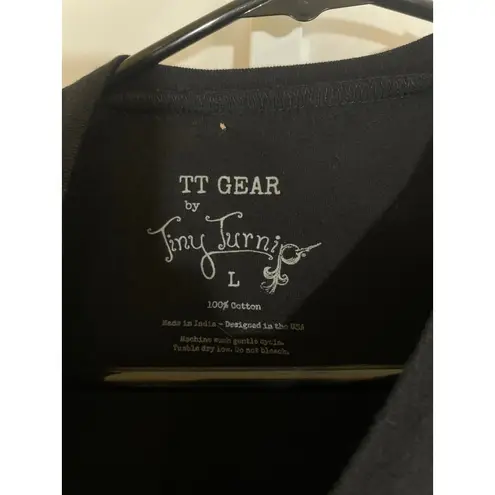 TT GEAR
by
Tiny Turnip
L
100% Cotton
Made in India - Designed in the USA
Machine wash gentle cycle.
Tumble dry low. Do not bleach.